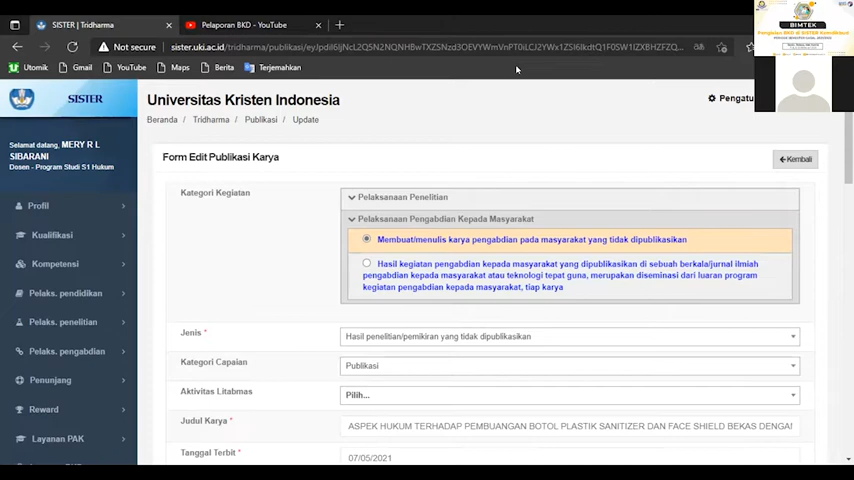 SISTER | Tridharma
Pelaporan BKD - YouTube
Not secure
sister.uki.ac.id/tridharma/publikasi/
Utomik
Gmail
YouTube
Maps
Berita
Terjemahkan
BIMTEK
Pengisian BKD di SISTER
SISTER
Universitas Kristen Indonesia
Pengatu
Beranda / Tridharma / Publikasi / Update
Selamat datang, MERY R L
SIBARANI
Dosen - Program Studi S1 Hukum
Form Edit Publikasi Karya
Kembali
Profil
Kualifikasi
Kompetensi
Pelaks. pendidikan
Pelaks. penelitian
Pelaks. pengabdian
Penunjang
Reward
Layanan PAK
Kategori Kegiatan
Pelaksanaan Penelitian
Pelaksanaan Pengabdian Kepada Masyarakat
Membuat/menulis karya pengabdian pada masyarakat yang tidak dipublikasikan
Hasil kegiatan pengabdian kepada masyarakat yang dipublikasikan di sebuah berkala/jurnal ilmiah
pengabdian kepada masyarakat atau teknologi tepat guna, merupakan diseminasi dari luaran program
kegiatan pengabdian kepada masyarakat, tiap karya
Jenis *
Hasil penelitian/pemikiran yang tidak dipublikasikan
Kategori Capaian
Publikasi
Aktivitas Litabmas
Pilih...
Judul Karya *
ASPEK HUKUM TERHADAP PEMBUANGAN BOTOL PLASTIK SANITIZER DAN FACE SHIELD BEKAS DENGA
Tanggal Terbit *
07/05/2021